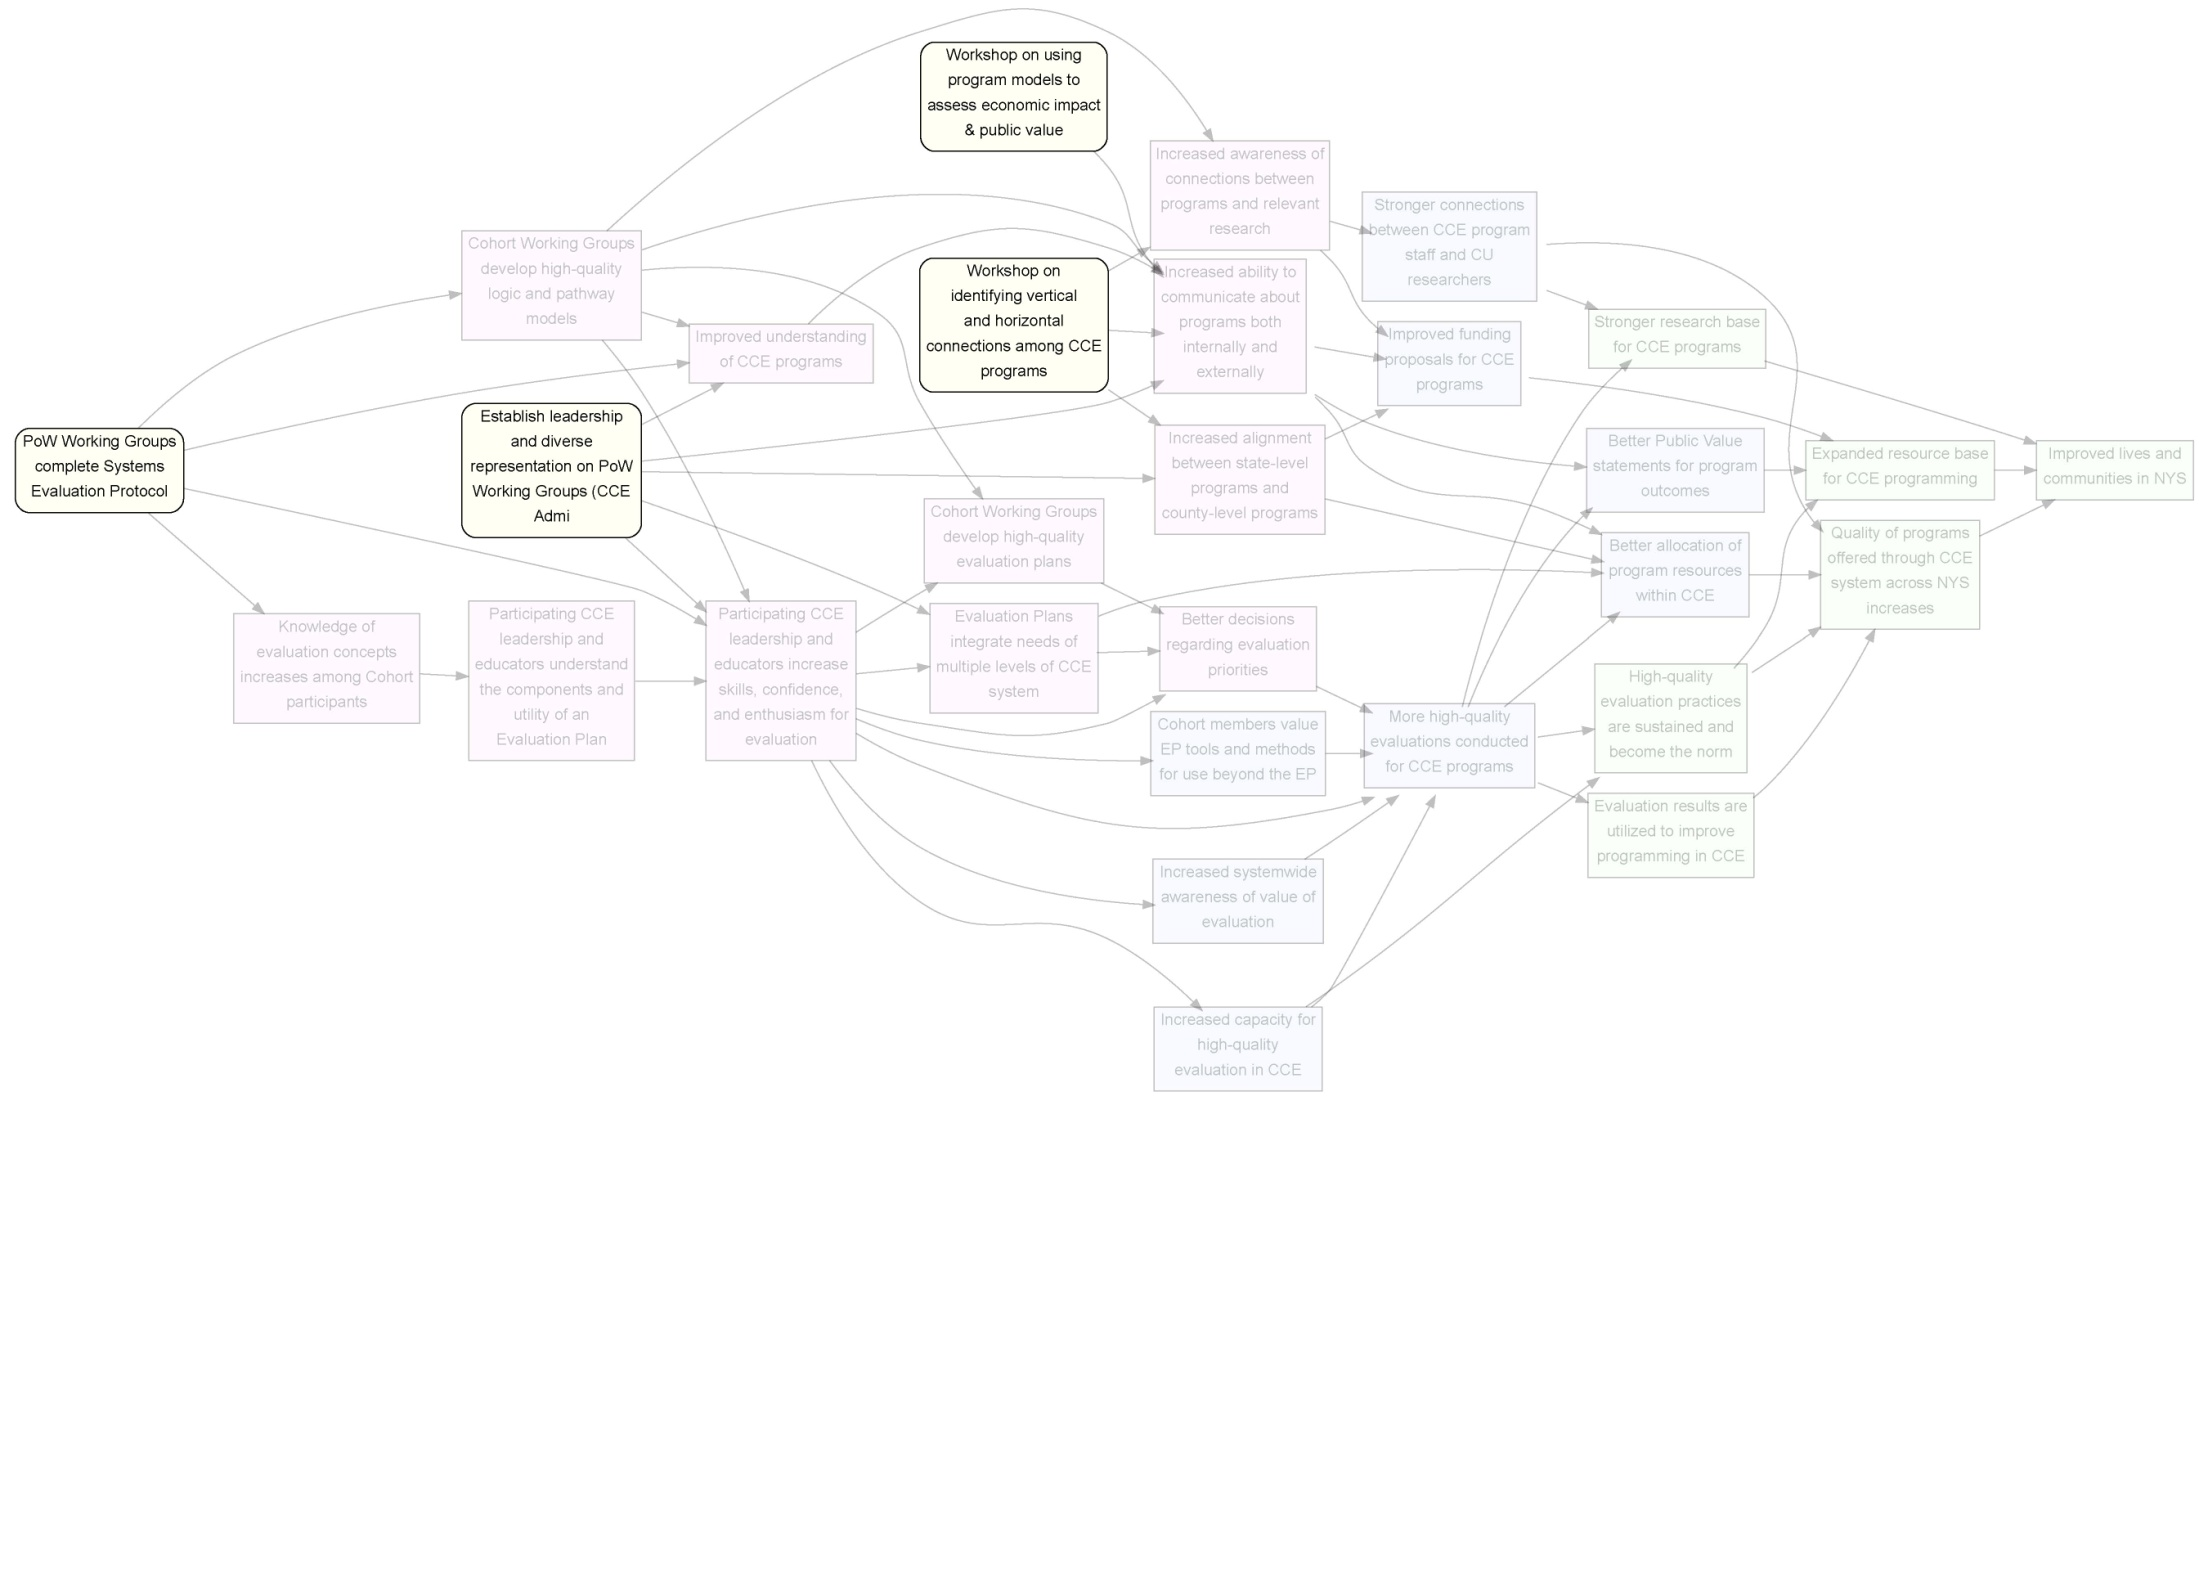 Workshop on using
program models to
assess economic impact
& public value
Increased awareness of
connections between
programs and relevant
research
Stronger connections
between CCE program
staff and CU
researchers
Cohort Working Groups
develop high-quality
logic and pathway
models
Workshop on
identifying vertical
and horizontal
connections among CCE
programs
Increased ability to
communicate about
programs both
internally and
externally
Improved understanding
of CCE programs
Improved funding
proposals for CCE
programs
Stronger research base
for CCE programs
PoW Working Groups
complete Systems
Evaluation Protocol
Establish leadership
and diverse
representation on PoW
Working Groups (CCE
Admi
Increased alignment
between state-level
programs and
county-level programs
Better Public Value
statements for program
outcomes
Expanded resource base
for CCE programming
Improved lives and
communities in NYS
Cohort Working Groups
develop high-quality
evaluation plans
Better allocation of
program resources
within CCE
Quality of programs
offered through CCE
system across NYS
increases
Knowledge of
evaluation concepts
increases among Cohort
participants
Participating CCE
leadership and
educators understand
the components and
utility of an
Evaluation Plan
Participating CCE
leadership and
educators increase
skills, confidence,
and enthusiasm for
evaluation
Evaluation Plans
integrate needs of
multiple levels of CCE
system
Better decisions
regarding evaluation
priorities
High-quality
evaluation practices
are sustained and
become the norm
Cohort members value
EP tools and methods
for use beyond the EP
More high-quality
evaluations conducted
for CCE programs
Evaluation results are
utilized to improve
programming in CCE
Increased systemwide
awareness of value of
evaluation
Increased capacity for
high-quality
evaluation in CCE